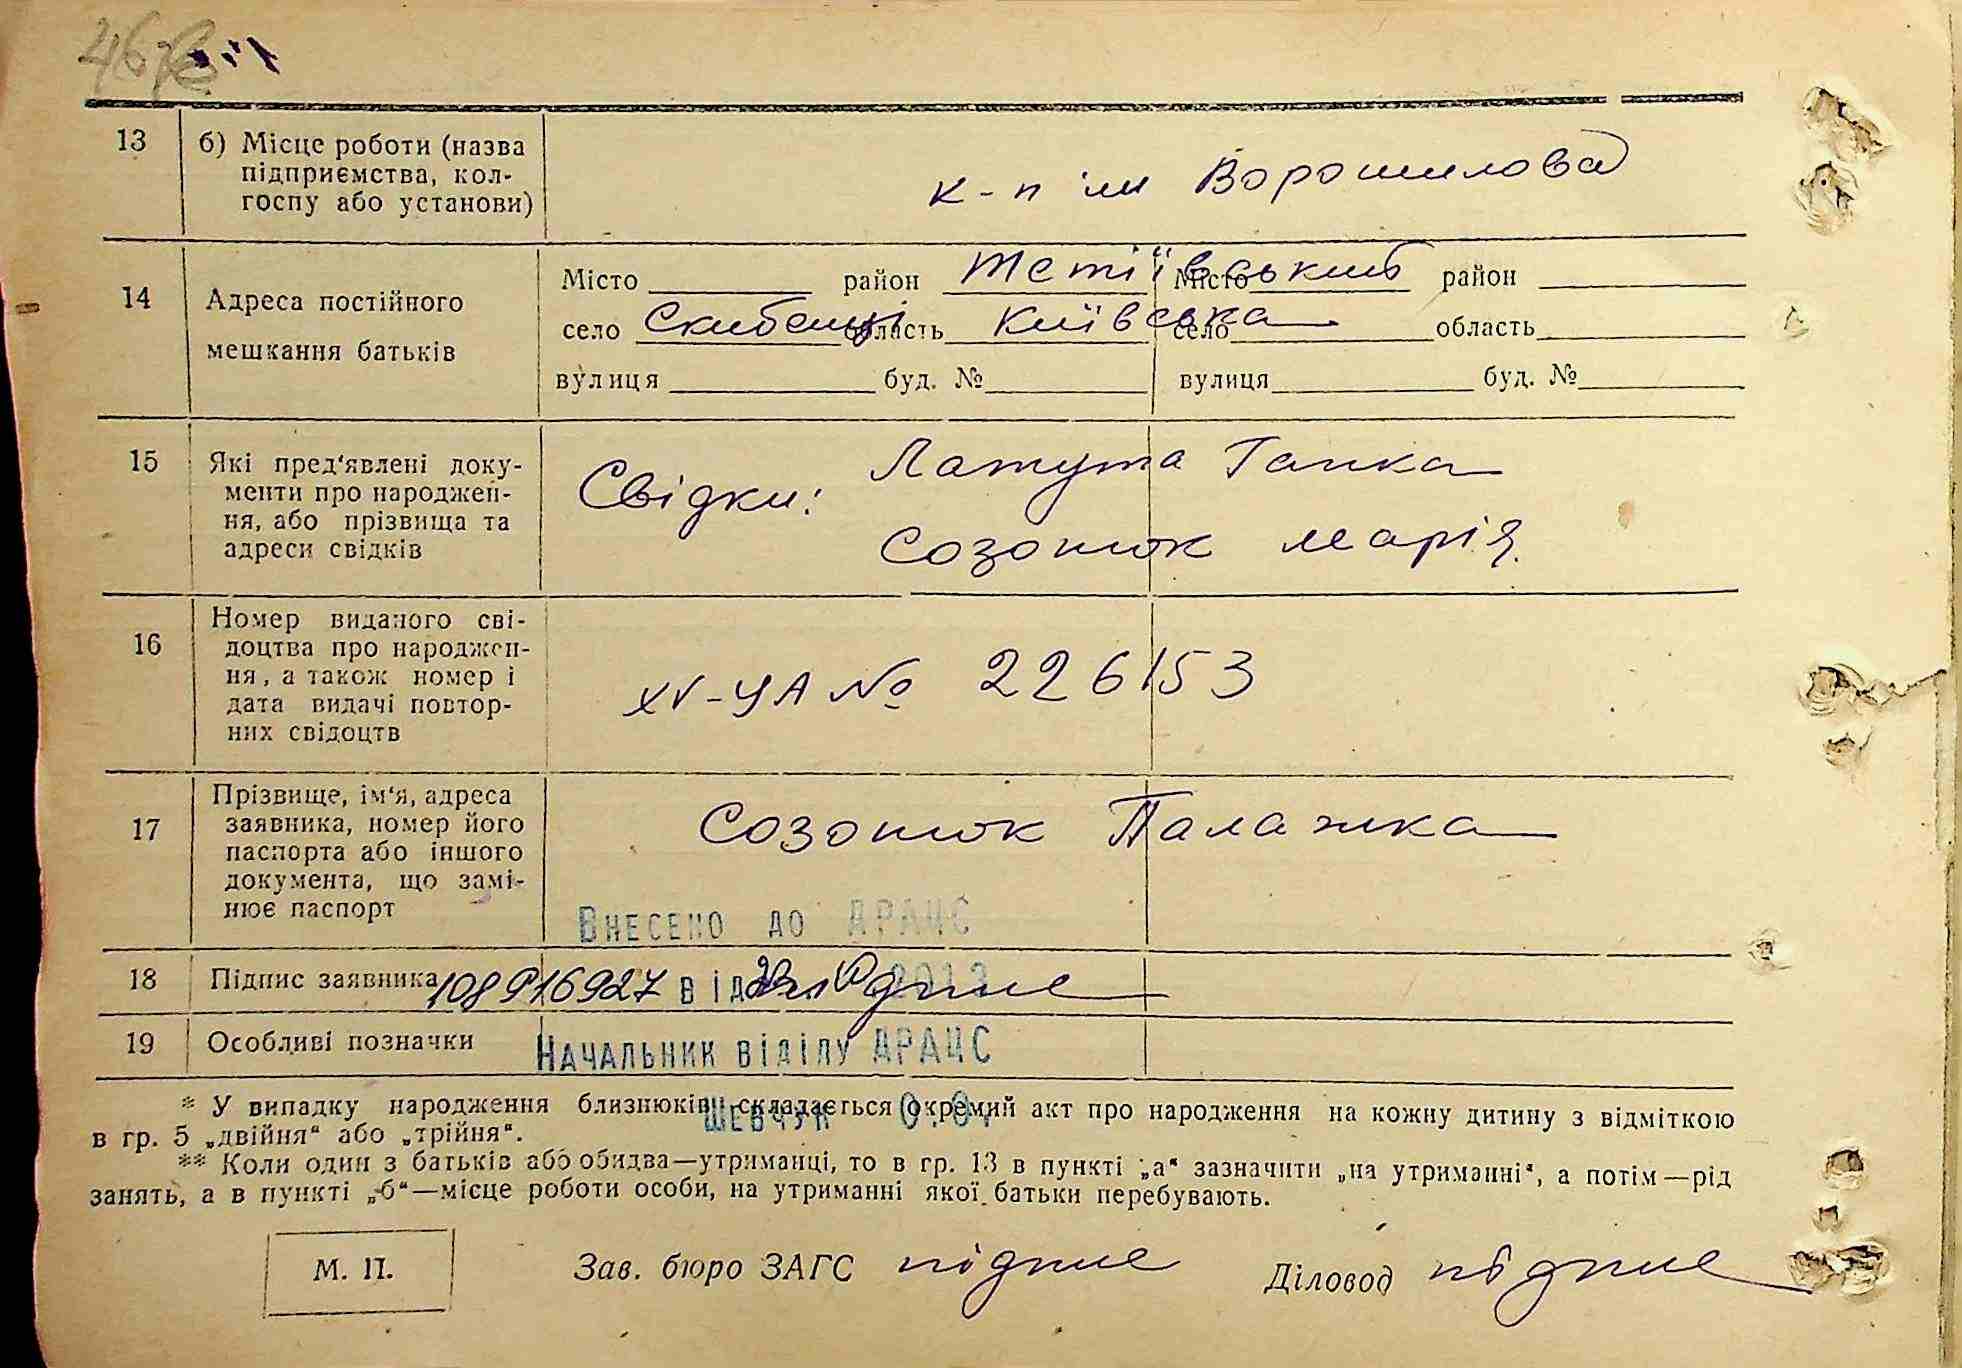 13 б) Місце роботи (назва
підприємства, кол-
госпу або установи)
к-п ім Ворошилова
14 Адреса постійного
мешкання батьків
Місто район Тетіївський Місто район
село Скибенці область Київська село область
вулиця буд. № вулиця буд. №
15 Які пред'явлені доку-
менти про народжен-
ня, або прізвища та
адреси свідків
Свідки: Латута Ганка
Созонюк Марія.
16 Номер виданого сві-
доцтва про народжен-
ня, а також номер і
дата видачі повтор-
них свідоцтв
XV-УА № 226153
17 Прізвище, ім'я, адреса
заявника, номер його
паспорта або іншого
документа, що замі-
нює паспорт
Созонюк Палажка
Внесено до ДРАЦС
18 Підпис заявника 108916927 від підпис
19 Особливі позначки
Начальник відділу ДРАЦС
Шевчук О.О.
* У випадку народження близнюків складається окремий акт про народження на кожну дитину з відміткою
в гр. 5 „двійня“ або „трійня“.
** Коли один з батьків або обидва—утриманці, то в гр. 13 в пункті „а“ зазначити „на утриманні“, а потім—рід
занять, а в пункті „б“—місце роботи особи, на утриманні якої батьки перебувають.
М. П. Зав. бюро ЗАГС підпис Діловод підпис